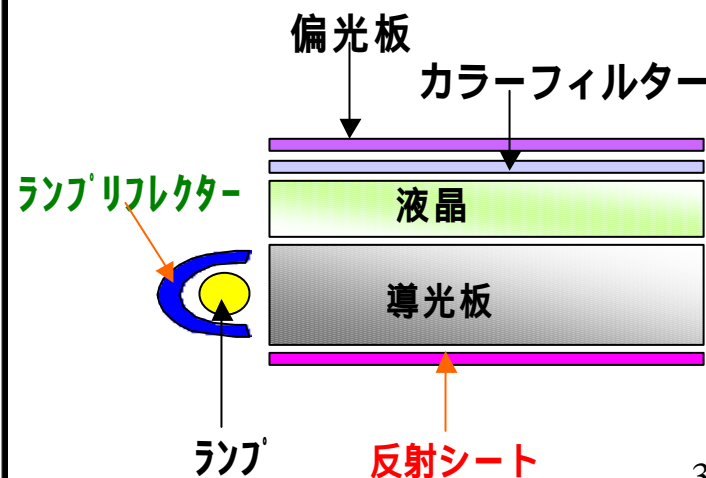 偏光板
カラーフィルター
ﾗﾝﾌﾟﾘﾌﾚｸﾀｰ
液晶
導光板
ﾗﾝﾌﾟ
反射シート
3